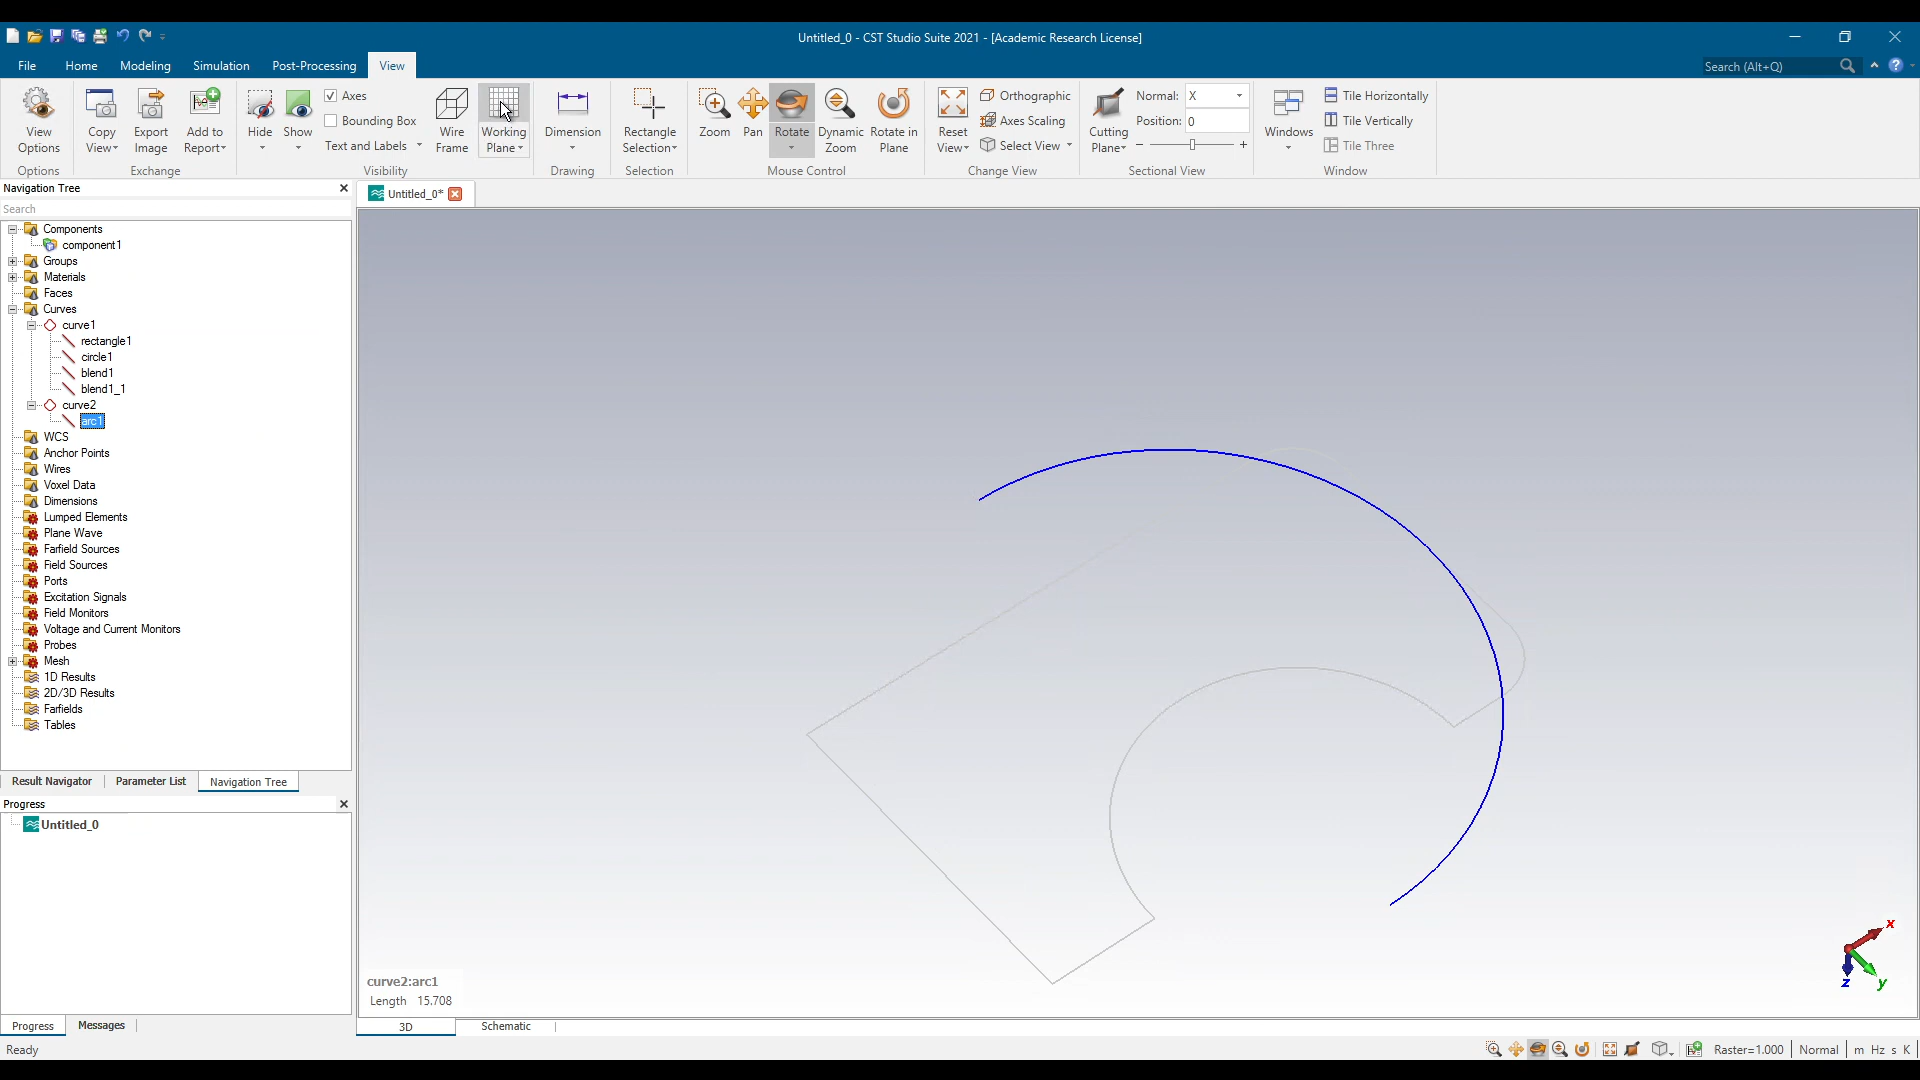 Untitled_0 - CST Studio Suite 2021 - [Academic Research License]
File Home Modeling Simulation Post-Processing View Search (Alt+Q)
View Options
Copy View
Export Image
Add to Report
Hide
Show
Axes
Bounding Box
Text and Labels
Wire Frame
Working Plane
Dimension
Rectangle Selection
Zoom
Pan
Rotate
Dynamic Zoom
Rotate in Plane
Reset View
Orthographic
Axes Scaling
Select View
Cutting Plane
Normal: X
Position: 0
Windows
Tile Horizontally
Tile Vertically
Tile Three
Options Exchange Visibility Drawing Selection Mouse Control Change View Sectional View Window
Navigation Tree
Untitled_0*
Search
Components
component1
Groups
Materials
Faces
Curves
curve1
rectangle1
circle1
blend1
blend1_1
curve2
arc1
WCS
Anchor Points
Wires
Voxel Data
Dimensions
Lumped Elements
Plane Wave
Farfield Sources
Field Sources
Ports
Excitation Signals
Field Monitors
Voltage and Current Monitors
Probes
Mesh
1D Results
2D/3D Results
Farfields
Tables
Result Navigator Parameter List Navigation Tree
Progress
Untitled_0
x
y
z
curve2:arc1
Length 15.708
Progress Messages
3D Schematic
Ready
Raster=1.000 Normal m Hz s K